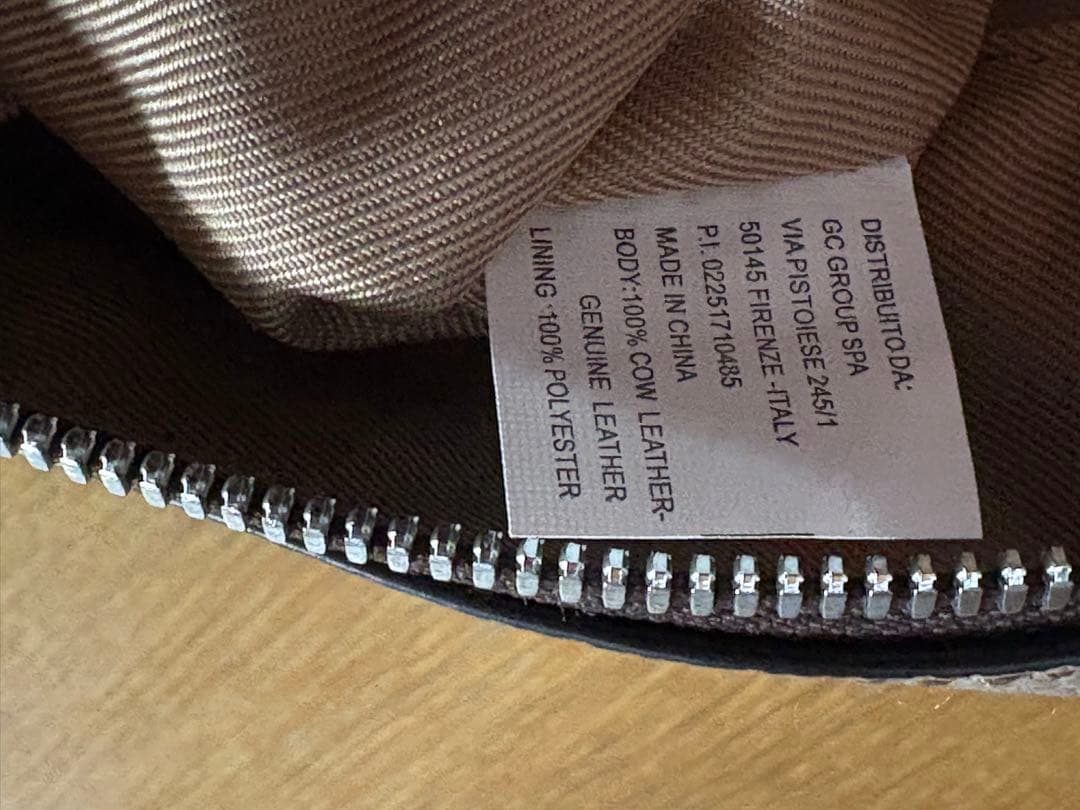 DISTRIBUITO DA:
GC GROUP SPA
VIA PISTOIESE 245/1
50145 FIRENZE -ITALY
P.I. 02251710485
MADE IN CHINA
BODY:100% COW LEATHER-
GENUINE LEATHER
LINING :100% POLYESTER